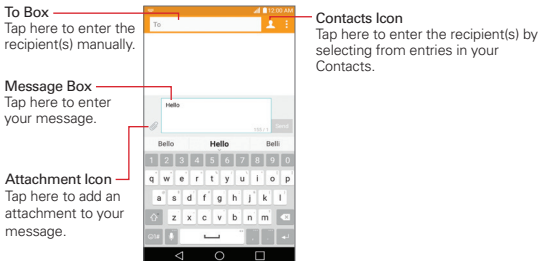 To Box
Tap here to enter the
recipient(s) manually.
Message Box
Tap here to enter
your message.
Attachment Icon
Tap here to add an
attachment to your
message.
12:00 AM
To
Hello
Send
Bello Hello Belli
1 2 3 4 5 6 7 8 9 0
q w e r t y u i o p
a s d f g h j k l
z x c v b n m
Contacts Icon
Tap here to enter the recipient(s) by
selecting from entries in your
Contacts.